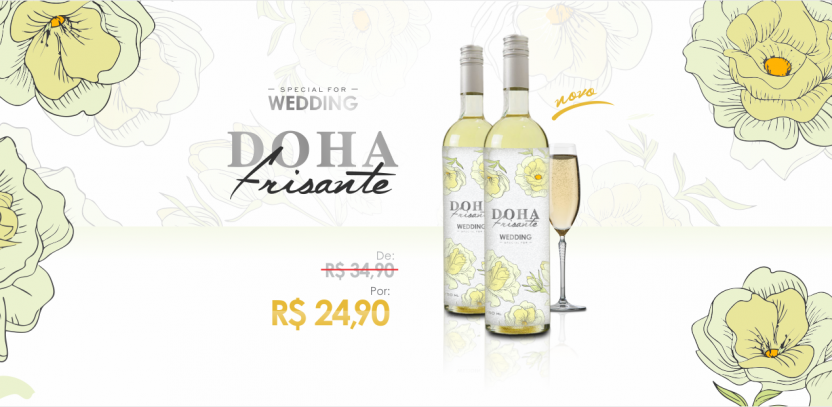 SPECIAL FOR
WEDDING
DOHA
frisante
novo
DOHA
frisante
WEDDING
DOHA
frisante
WEDDING
De:
R$ 34,90
Por:
R$ 24,90